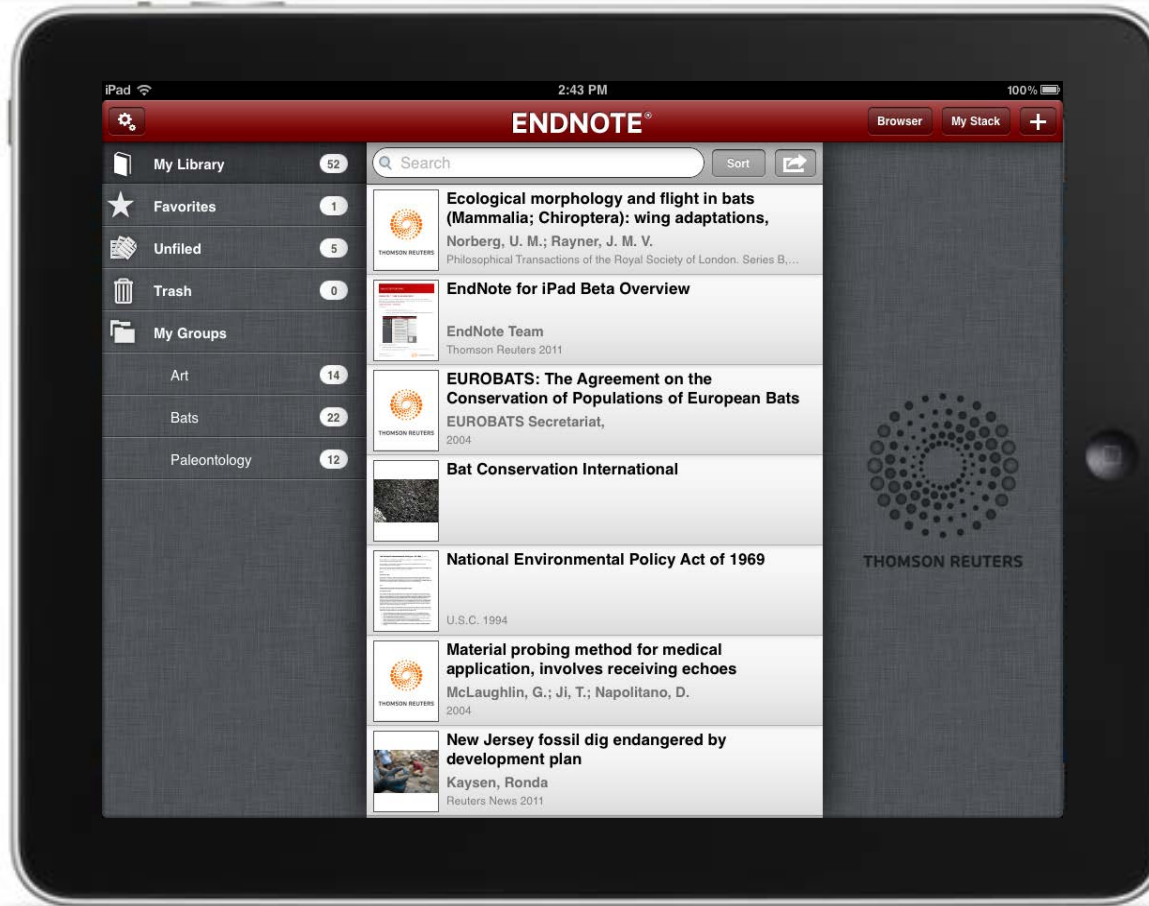 iPad
2:43 PM
100%
ENDNOTE®
Browser
My Stack
My Library 52
Favorites 1
Unfiled 5
Trash 0
My Groups
Art 14
Bats 22
Paleontology 12
Search
Sort
Ecological morphology and flight in bats
(Mammalia; Chiroptera): wing adaptations,
Norberg, U. M.; Rayner, J. M. V.
Philosophical Transactions of the Royal Society of London. Series B,...
THOMSON REUTERS
EndNote for iPad Beta Overview
EndNote Team
Thomson Reuters 2011
EUROBATS: The Agreement on the
Conservation of Populations of European Bats
EUROBATS Secretariat,
2004
THOMSON REUTERS
Bat Conservation International
National Environmental Policy Act of 1969
U.S.C. 1994
Material probing method for medical
application, involves receiving echoes
McLaughlin, G.; Ji, T.; Napolitano, D.
2004
THOMSON REUTERS
New Jersey fossil dig endangered by
development plan
Kaysen, Ronda
Reuters News 2011
THOMSON REUTERS